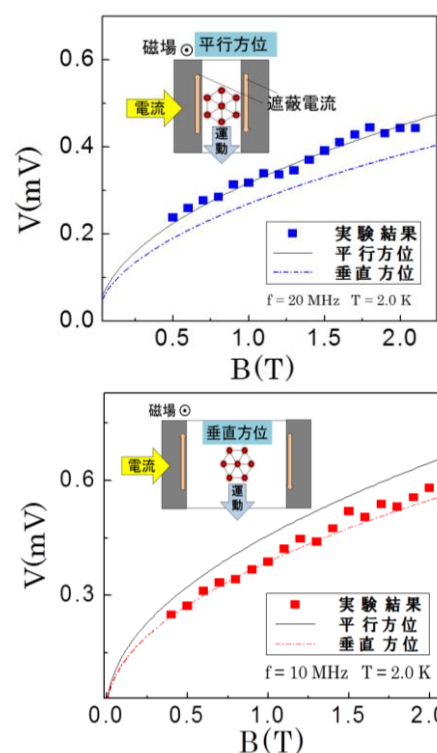 磁場⊙
平行方位
電流
遮蔽電流
運動
V(mV)
0.6
0.4
0.2
0.0
実験結果
平行方位
垂直方位
f = 20 MHz T = 2.0 K
0.5 1.0 1.5 2.0
B(T)
磁場⊙
垂直方位
電流
運動
V(mV)
0.6
0.3
実験結果
平行方位
垂直方位
f = 10 MHz T = 2.0 K
0.0 0.5 1.0 1.5 2.0
B(T)